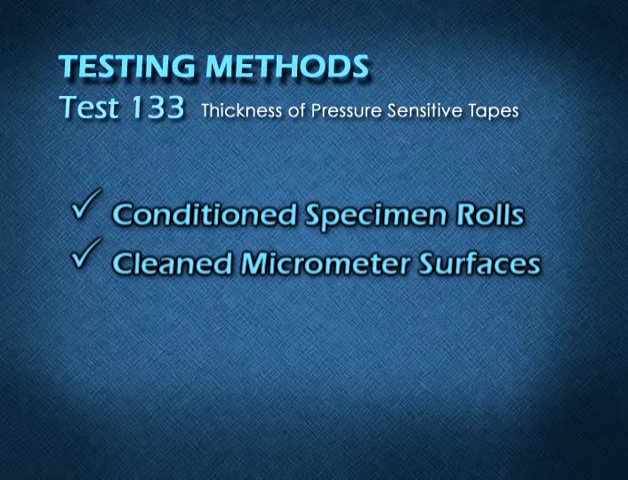 TESTING METHODS
Test 133 Thickness of Pressure Sensitive Tapes
✓ Conditioned Specimen Rolls
✓ Cleaned Micrometer Surfaces